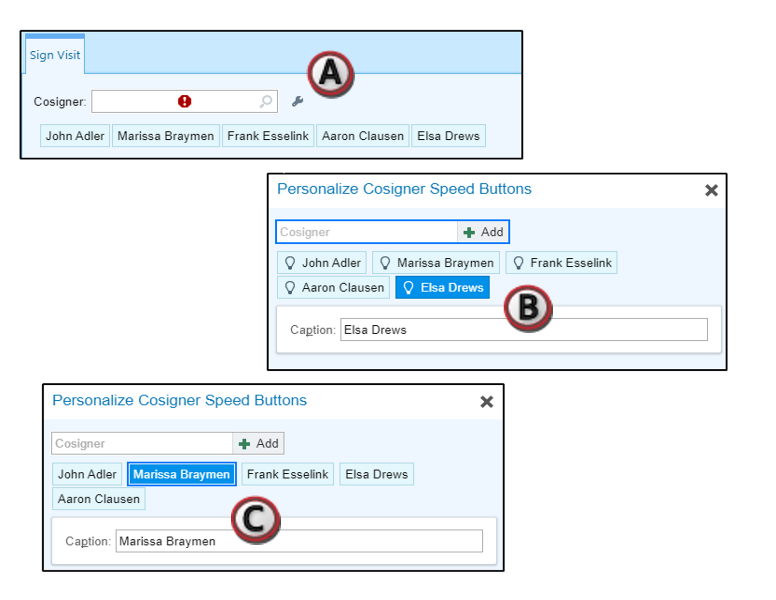 Sign Visit
A
Cosigner:
John Adler Marissa Braymen Frank Esselink Aaron Clausen Elsa Drews
Personalize Cosigner Speed Buttons
Cosigner Add
John Adler Marissa Braymen Frank Esselink
Aaron Clausen Elsa Drews
B
Caption: Elsa Drews
Personalize Cosigner Speed Buttons
Cosigner Add
John Adler Marissa Braymen Frank Esselink Elsa Drews
Aaron Clausen
C
Caption: Marissa Braymen